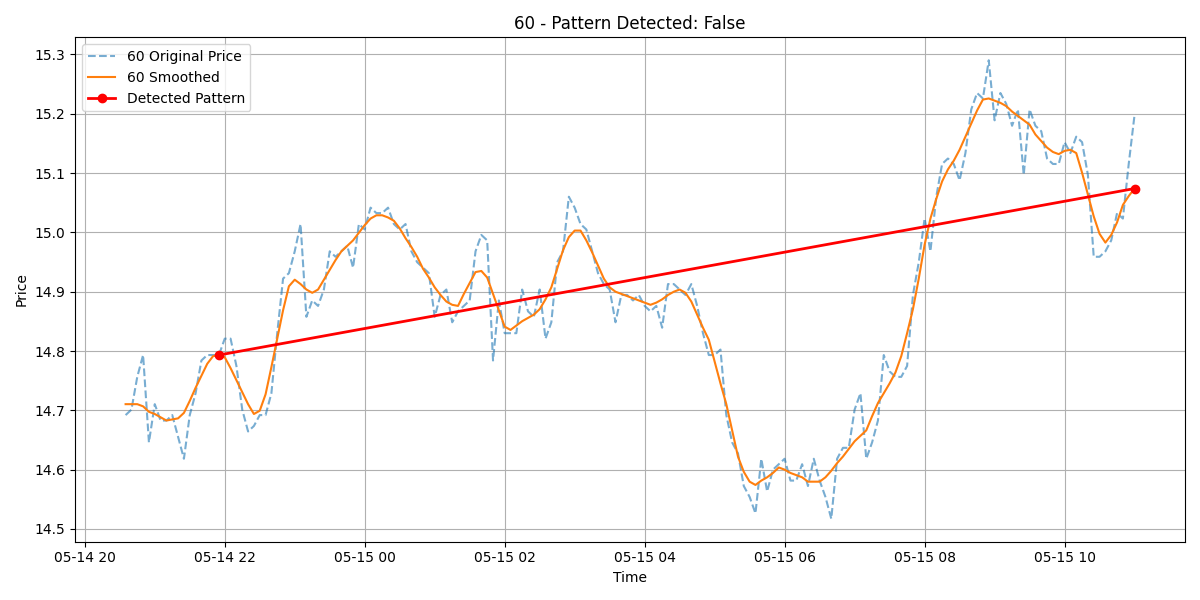 60 - Pattern Detected: False
60 Original Price
60 Smoothed
Detected Pattern
Price
15.3
15.2
15.1
15.0
14.9
14.8
14.7
14.6
14.5
05-14 20 05-14 22 05-15 00 05-15 02 05-15 04 05-15 06 05-15 08 05-15 10
Time